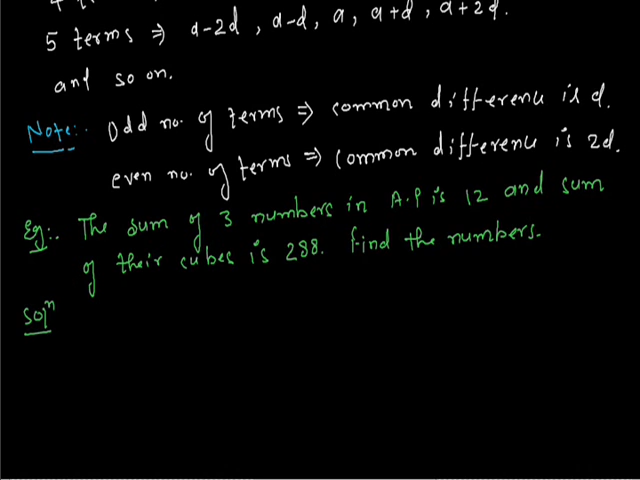 5 terms ⇒ a-2d, a-d, a, a+d, a+2d.
and so on.
Note:- Odd no. of terms ⇒ common difference is d.
even no. of terms ⇒ common difference is 2d.
Eg:- The sum of 3 numbers in A.P is 12 and sum
of their cubes is 288. find the numbers.
Solⁿ